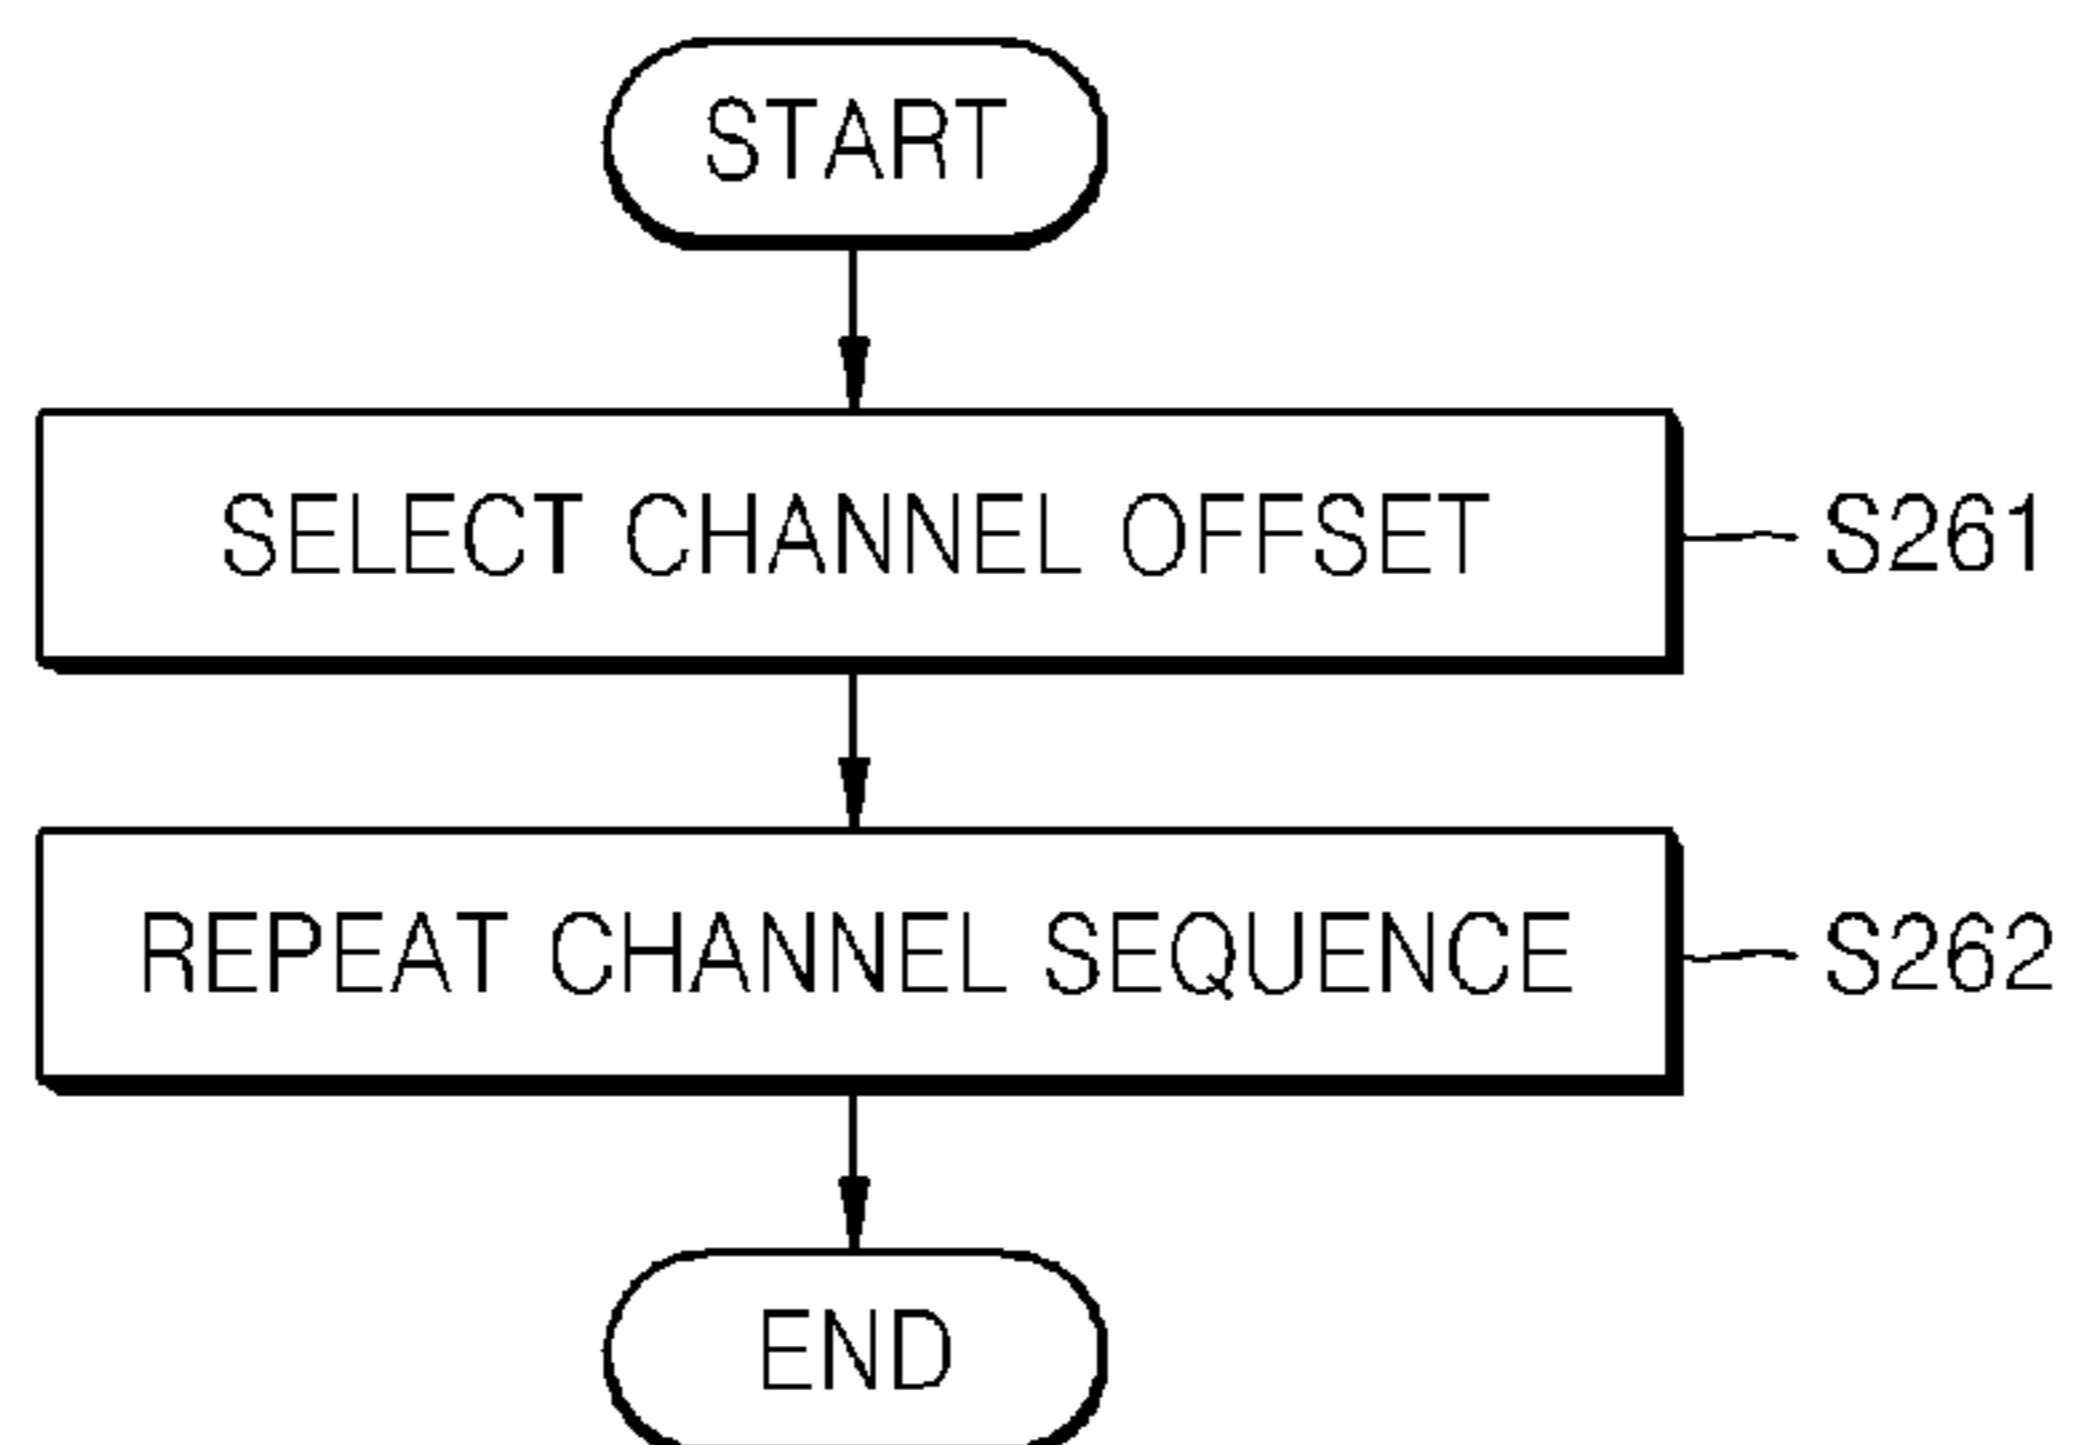 START
SELECT CHANNEL OFFSET
S261
REPEAT CHANNEL SEQUENCE
S262
END